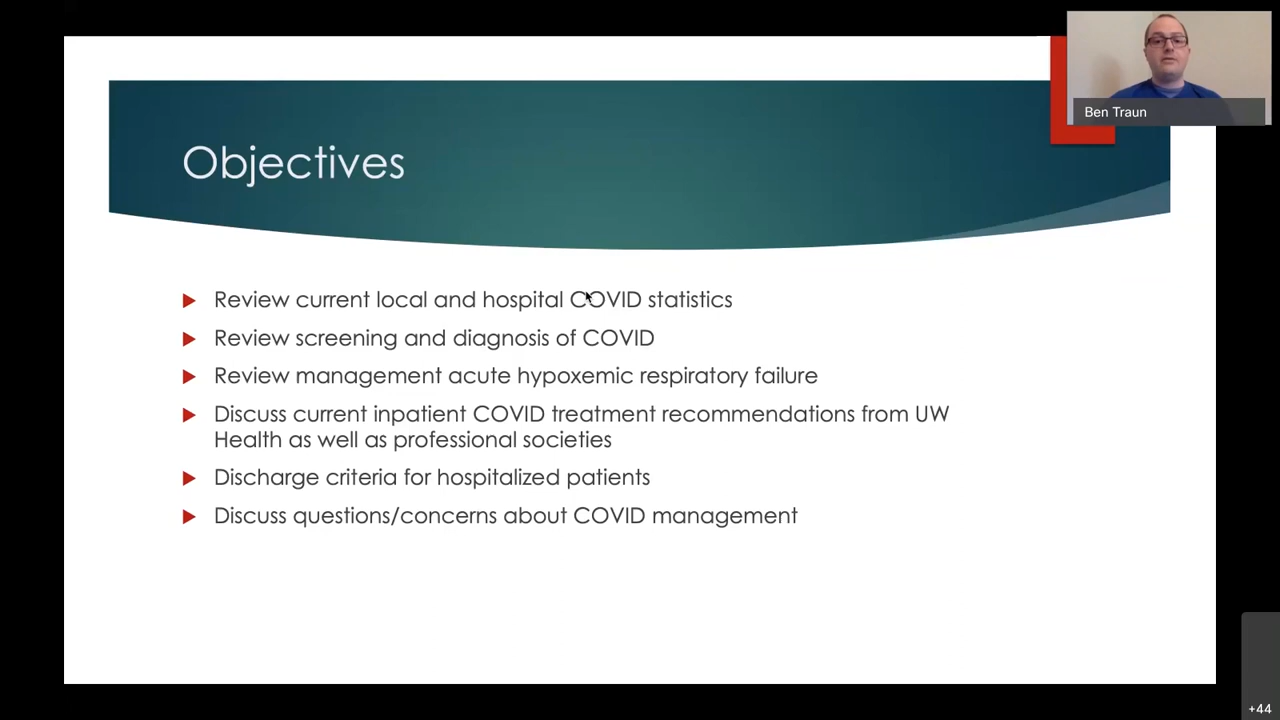 Ben Traun
Objectives
Review current local and hospital COVID statistics
Review screening and diagnosis of COVID
Review management acute hypoxemic respiratory failure
Discuss current inpatient COVID treatment recommendations from UW
Health as well as professional societies
Discharge criteria for hospitalized patients
Discuss questions/concerns about COVID management
+44